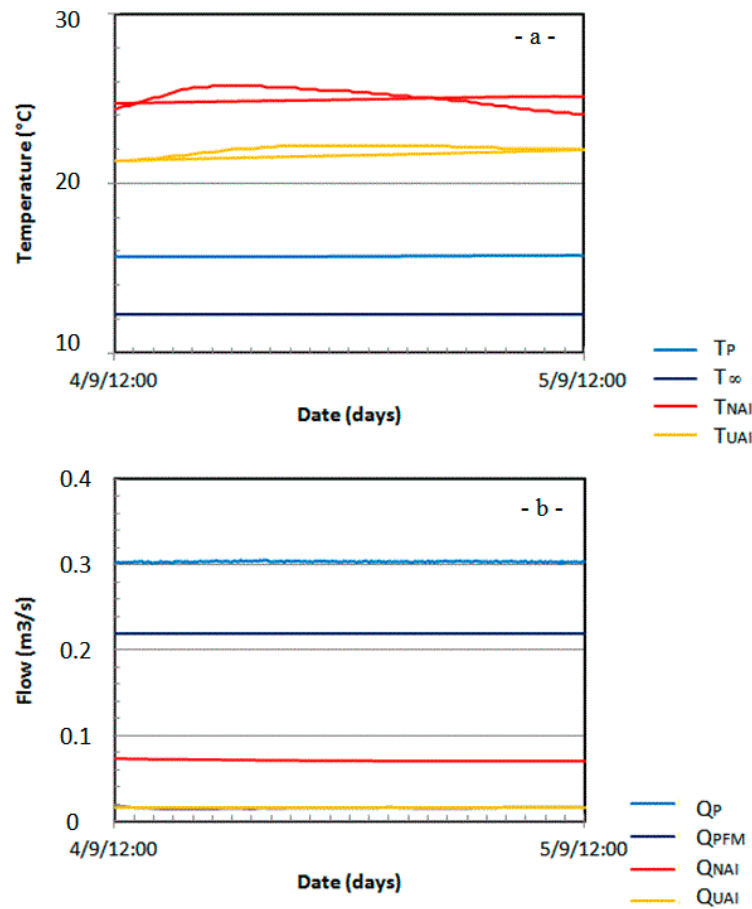 30
- a -
Temperature (°C)
20
10
4/9/12:00
5/9/12:00
Date (days)
TP
T∞
TNAI
TUAI
0.4
- b -
0.3
Flow (m3/s)
0.2
0.1
0
4/9/12:00
5/9/12:00
Date (days)
QP
QPFM
QNAI
QUAI